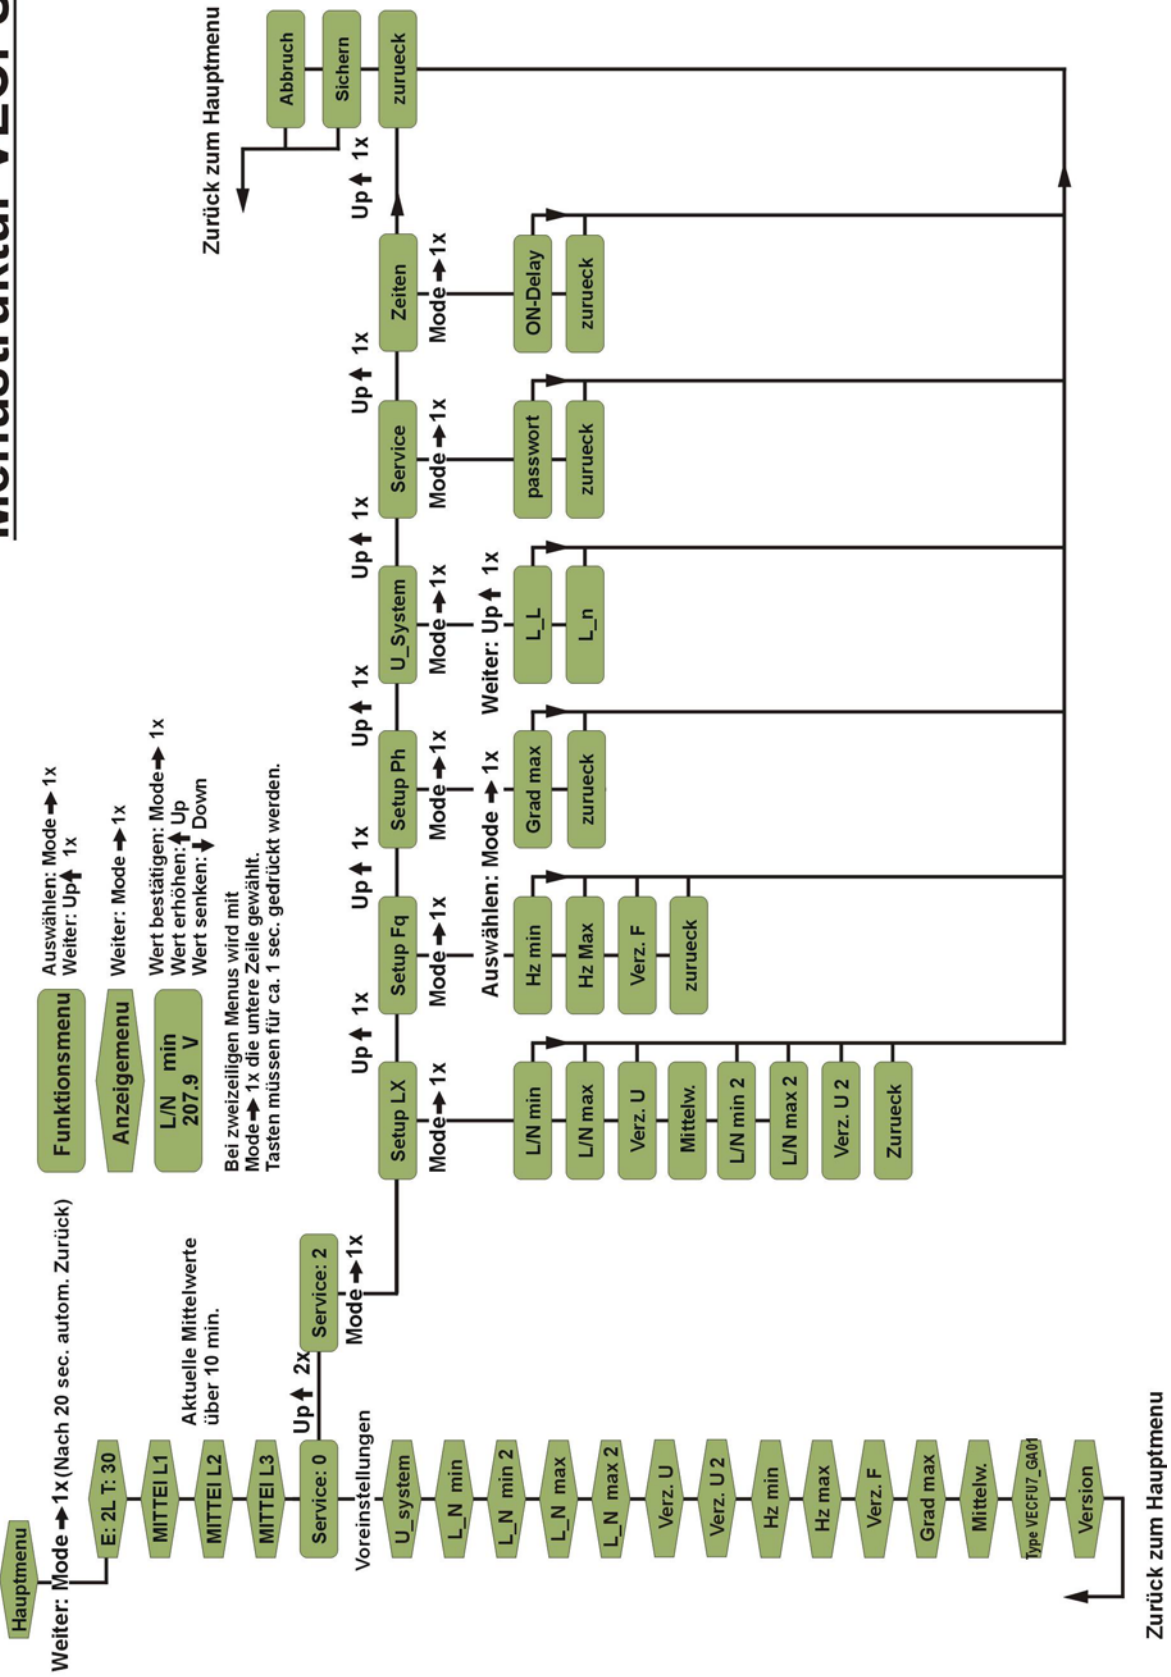 Menüstruktur
Hauptmenu
Weiter: Mode → 1x (Nach 20 sec. autom. Zurück)
E: 2L T: 30
MITTEl L1
MITTEl L2
MITTEl L3
Aktuelle Mittelwerte
über 10 min.
Service: 0
Up ↑ 2x
Service: 2
Mode → 1x
Voreinstellungen
U_system
L_N min
L_N min 2
L_N max
L_N max 2
Verz. U
Verz. U 2
Hz min
Hz max
Verz. F
Grad max
Mittelw.
Type VECFU7_GA01
Version
Zurück zum Hauptmenu
Funktionsmenu
Auswählen: Mode → 1x
Weiter: Up ↑ 1x
Anzeigemenu
Weiter: Mode → 1x
L/N min
207.9 V
Wert bestätigen: Mode → 1x
Wert erhöhen: ↑ Up
Wert senken: ↓ Down
Bei zweizeiligen Menus wird mit
Mode → 1x die untere Zeile gewählt.
Tasten müssen für ca. 1 sec. gedrückt werden.
Setup LX
Up ↑ 1x
Setup Fq
Up ↑ 1x
Setup Ph
Up ↑ 1x
U_System
Up ↑ 1x
Service
Up ↑ 1x
Zeiten
Up ↑ 1x
Abbruch
Sichern
zurueck
Zurück zum Hauptmenu
Mode → 1x
Mode → 1x
Mode → 1x
Mode → 1x
Mode → 1x
Mode → 1x
Auswählen: Mode → 1x
Weiter: Up ↑ 1x
L/N min
L/N max
Verz. U
Mittelw.
L/N min 2
L/N max 2
Verz. U 2
Zurueck
Hz min
Hz Max
Verz. F
zurueck
Grad max
zurueck
L_L
L_n
passwort
zurueck
ON-Delay
zurueck